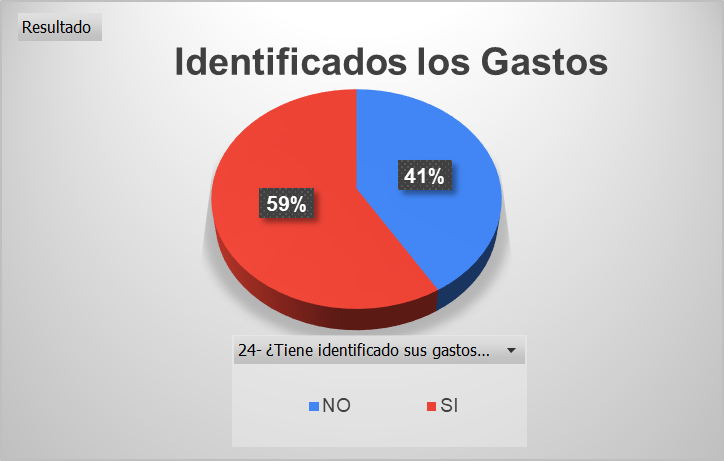 Resultado
Identificados los Gastos
41%
59%
24- ¿Tiene identificado sus gastos...
NO SI